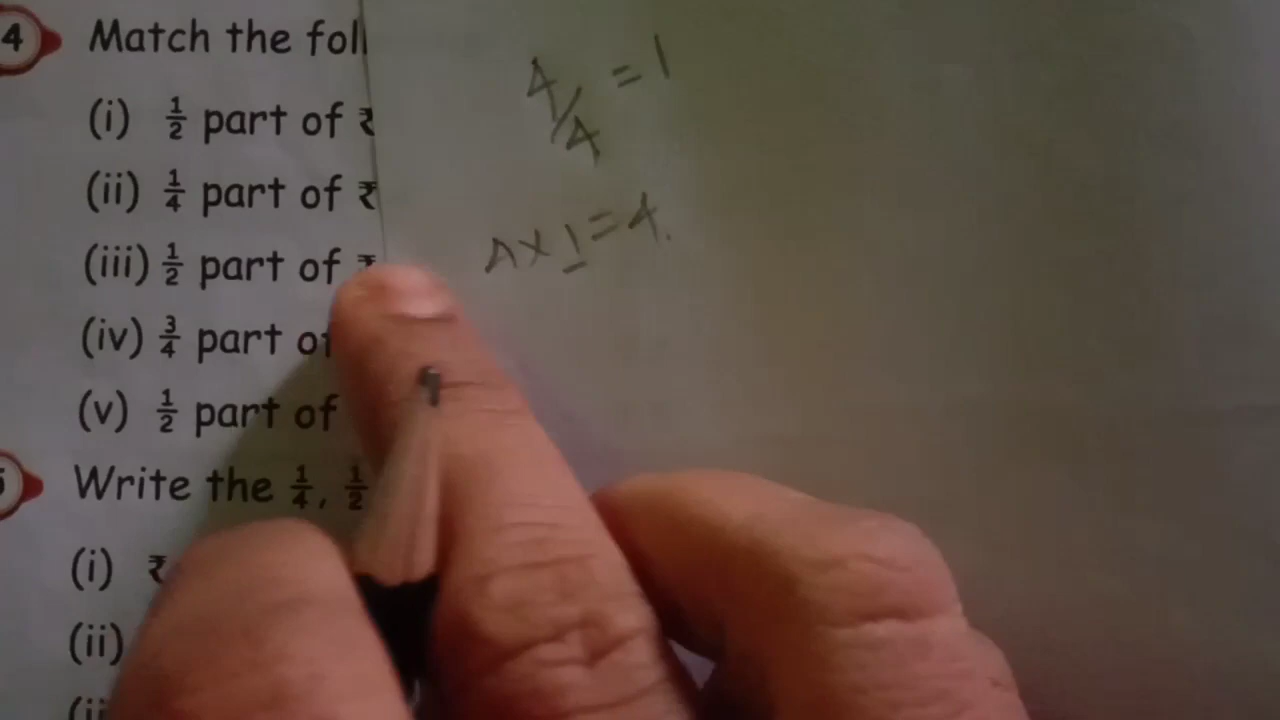 4 Match the foll
(i) 1/2 part of ₹
(ii) 1/4 part of ₹
(iii) 1/2 part of ₹
(iv) 3/4 part of
(v) 1/2 part of
Write the 1/4, 1/2
(i) ₹
(ii)
4/4 = 1
× 1 = 4